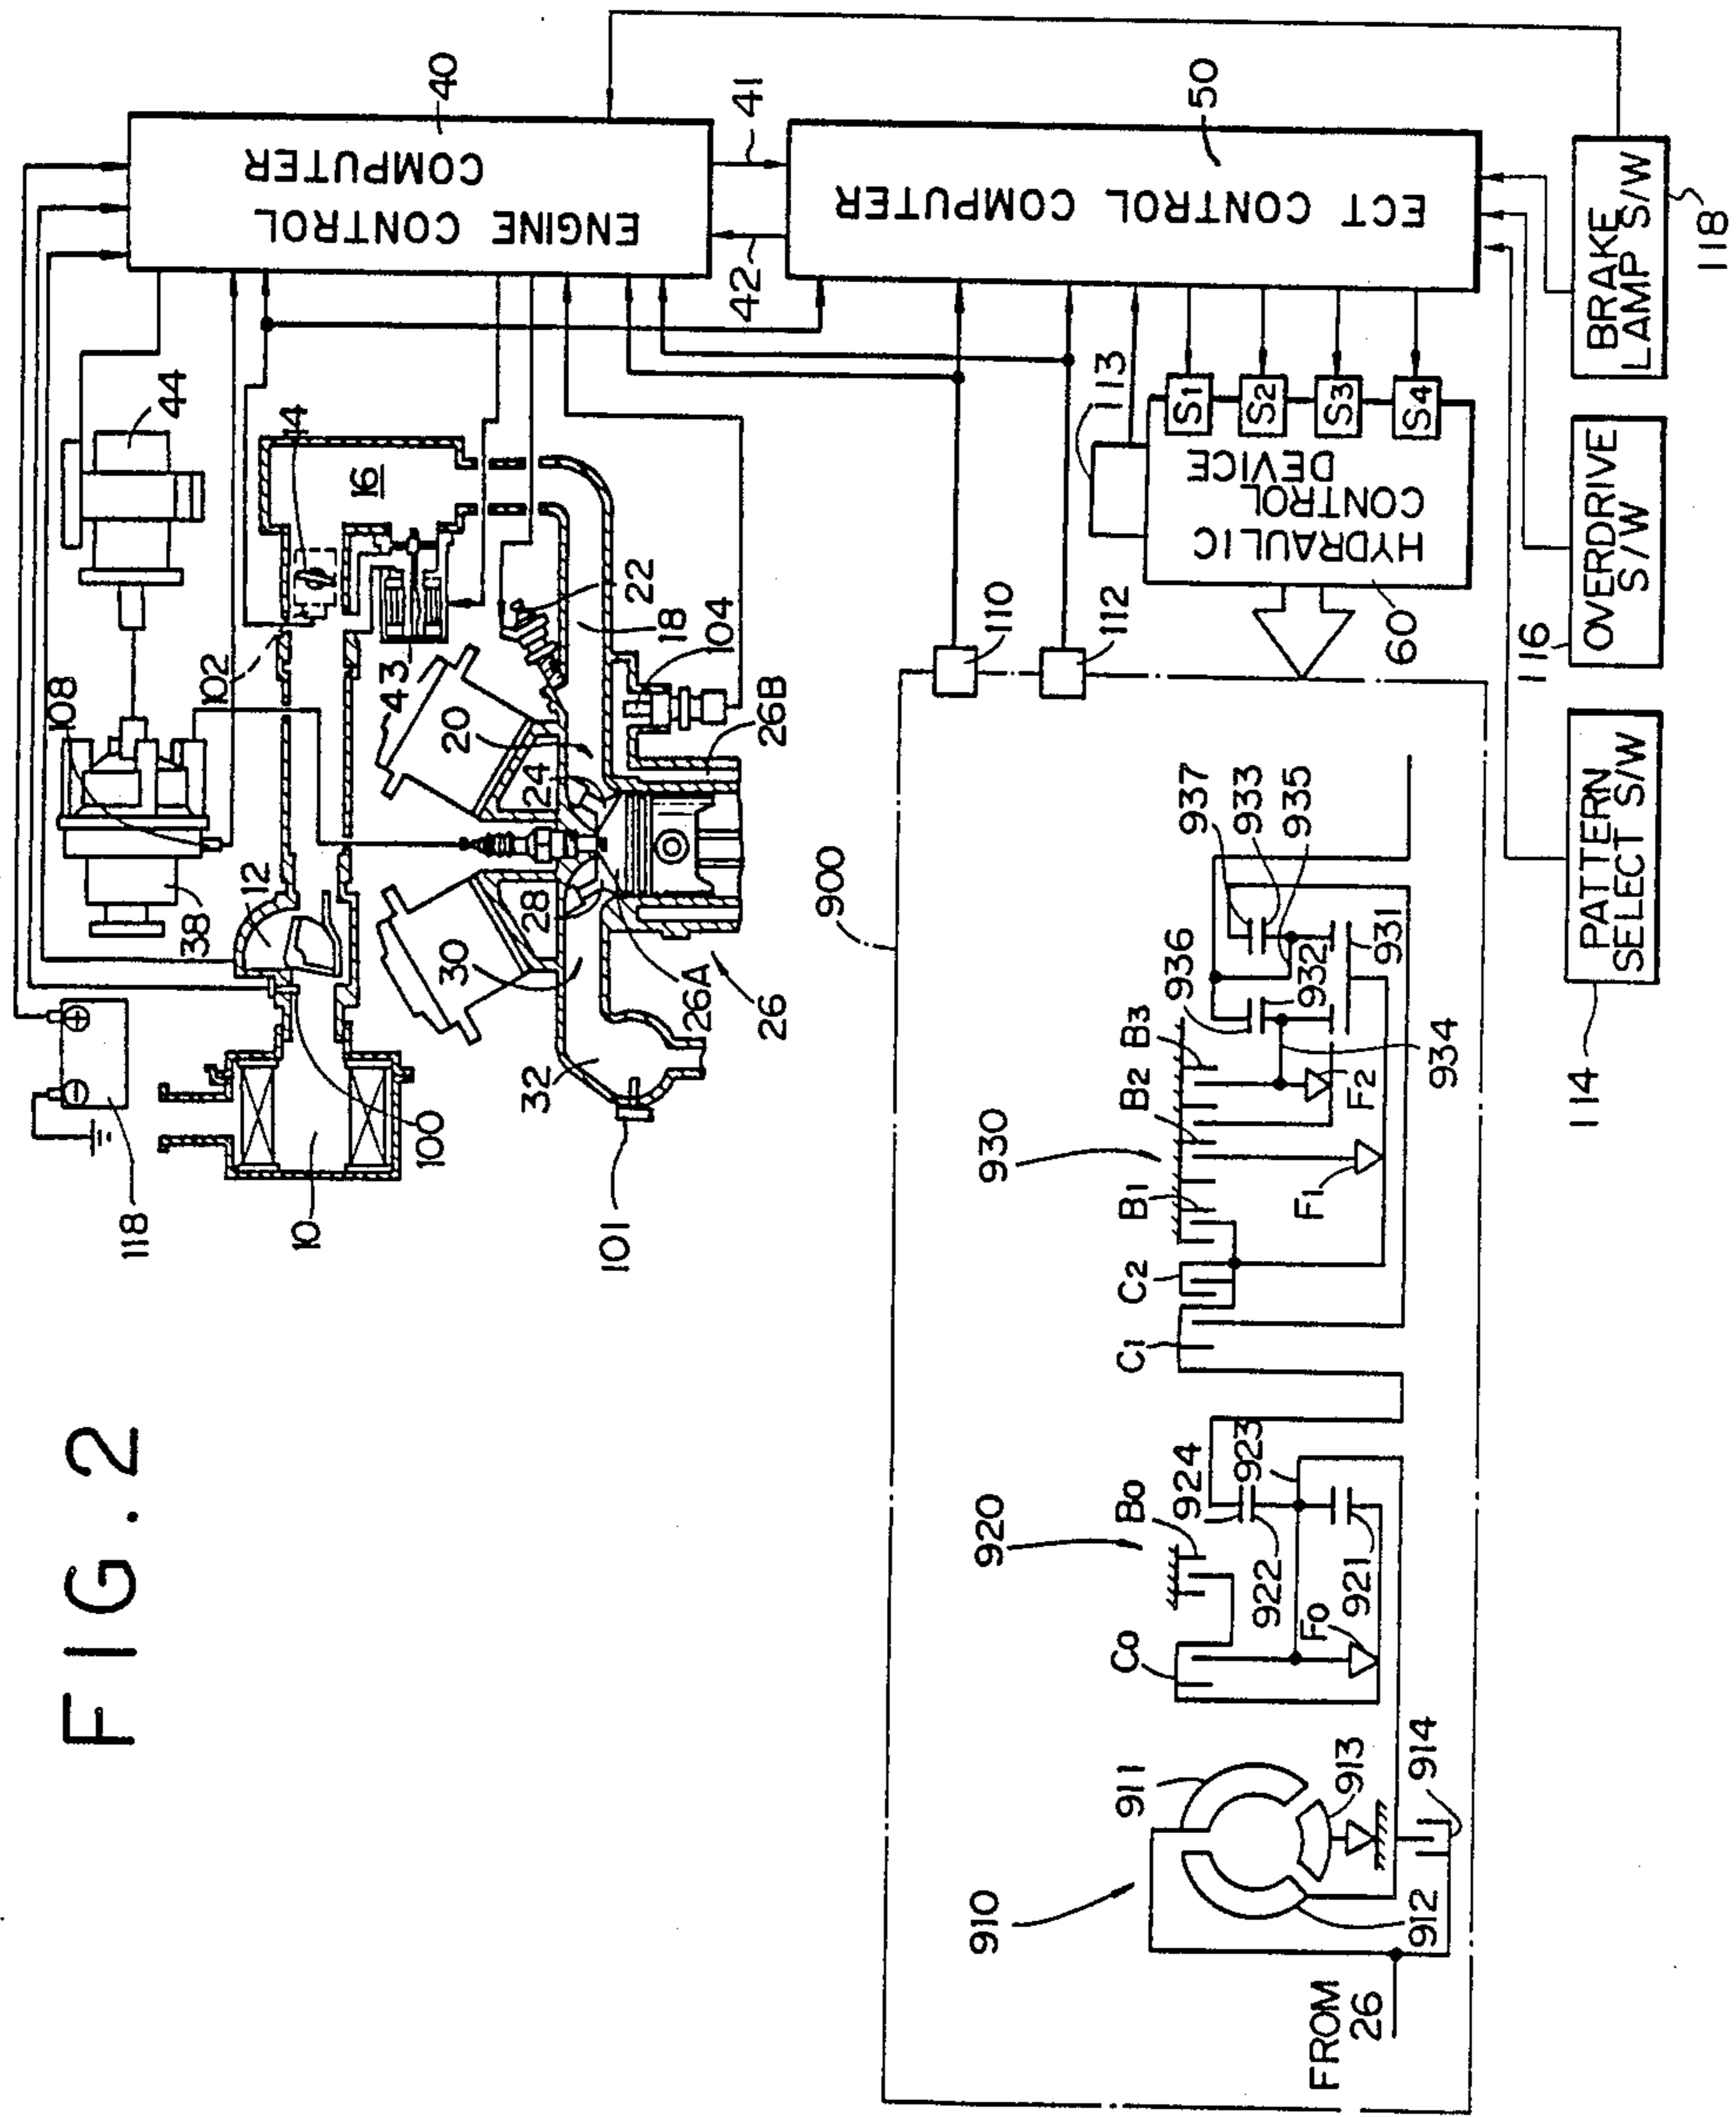 FIG. 2
118
10
100
12
38
108
102
14
44
16
43
22
18
104
20
24
28
30
32
101
26A
26
26B
ENGINE CONTROL
COMPUTER
40
41
42
ECT CONTROL COMPUTER
50
113
S1
S2
S3
S4
HYDRAULIC
CONTROL
DEVICE
60
110
112
900
910
911
912
913
914
FROM
26
920
C0
B0
F0
921
922
923
924
930
C1
C2
B1
B2
B3
F1
F2
931
932
933
934
935
936
937
PATTERN
SELECT S/W
114
OVERDRIVE
S/W
116
BRAKE
LAMP S/W
118